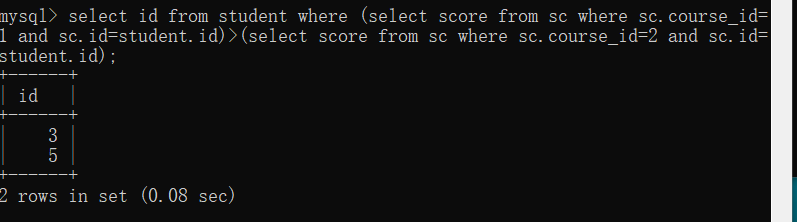 mysql> select id from student where (select score from sc where sc.course_id=
1 and sc.id=student.id)>(select score from sc where sc.course_id=2 and sc.id=
student.id);
+------+
| id   |
+------+
|    3 |
|    5 |
+------+
2 rows in set (0.08 sec)